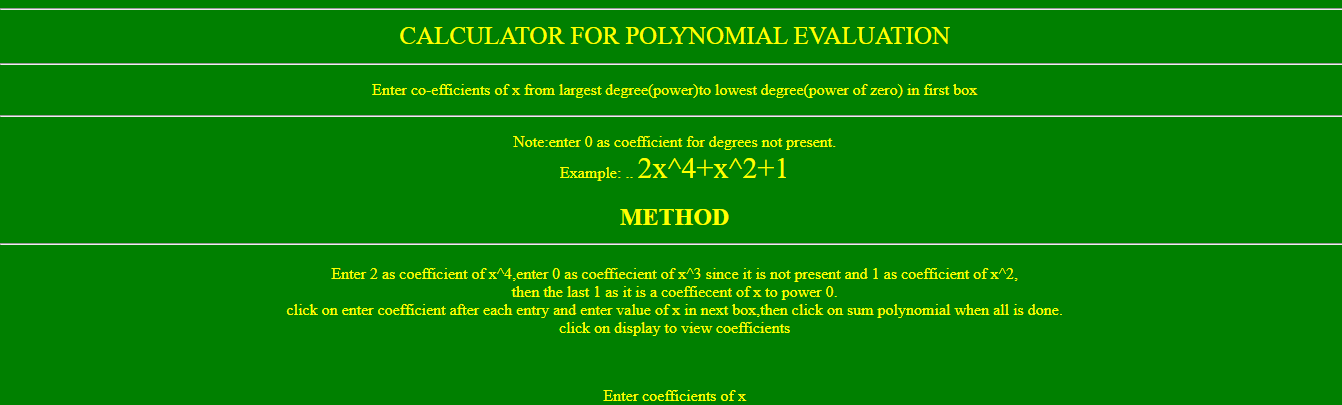 CALCULATOR FOR POLYNOMIAL EVALUATION
Enter co-efficients of x from largest degree(power)to lowest degree(power of zero) in first box
Note:enter 0 as coefficient for degrees not present.
Example: .. 2x^4+x^2+1
METHOD
Enter 2 as coefficient of x^4,enter 0 as coeffiecient of x^3 since it is not present and 1 as coefficient of x^2,
then the last 1 as it is a coeffiecent of x to power 0.
click on enter coefficient after each entry and enter value of x in next box,then click on sum polynomial when all is done.
click on display to view coefficients
Enter coefficients of x